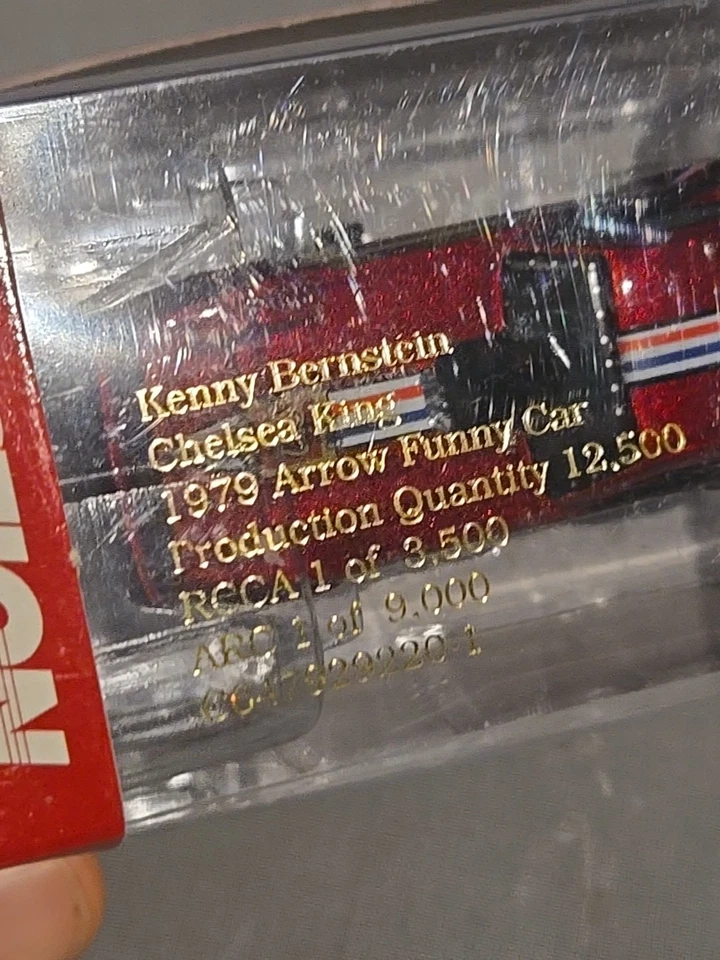 Kenny Bernstein
Chelsea King
1979 Arrow Funny Car
Production Quantity 12,500
RCCA 1 of 3,500
ARC 1 of 9,000